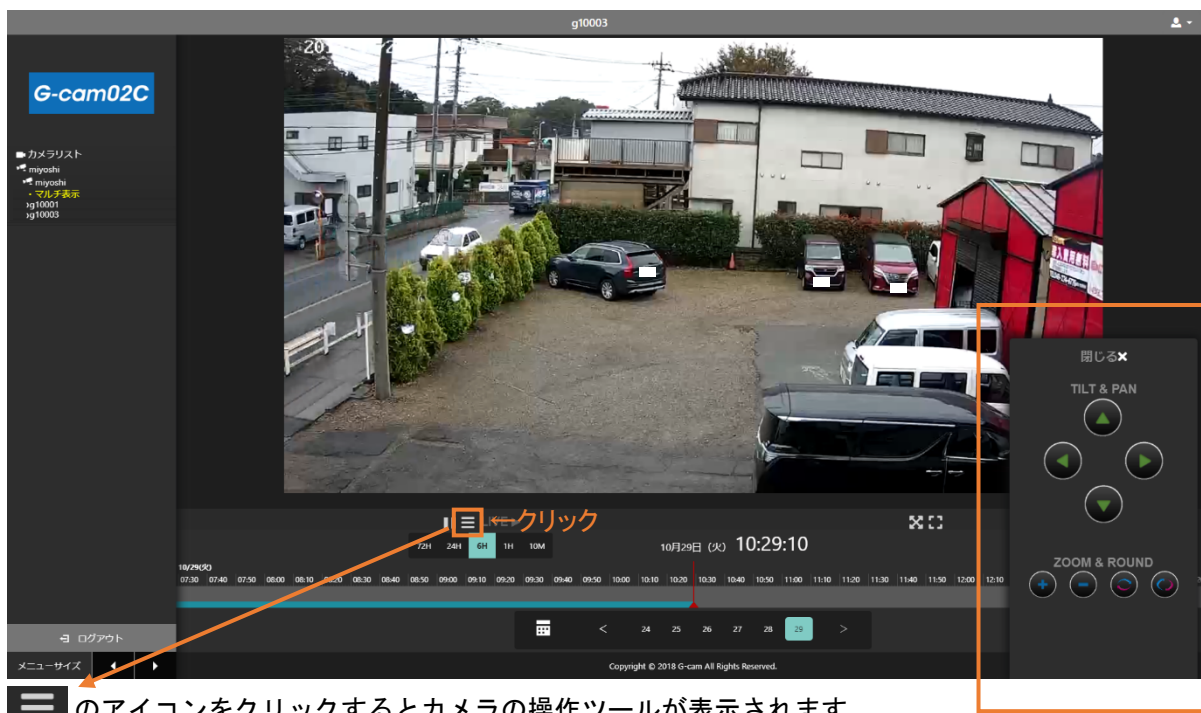 g10003
G-cam02C
カメラリスト
miyoshi
miyoshi
・マルチ表示
g10001
g10003
閉じる✖
TILT & PAN
ZOOM & ROUND
クリック
72H 24H 6H 1H 10M
10月29日（火） 10:29:10
10/29(火)
07:30 07:40 07:50 08:00 08:10 08:20 08:30 08:40 08:50 09:00 09:10 09:20 09:30 09:40 09:50 10:00 10:10 10:20 10:30 10:40 10:50 11:00 11:10 11:20 11:30 11:40 11:50 12:00 12:10
< 24 25 26 27 28 29 >
ログアウト
メニューサイズ
Copyright © 2018 G-cam All Rights Reserved.
のアイコンをクリックするとカメラの操作ツールが表示されます